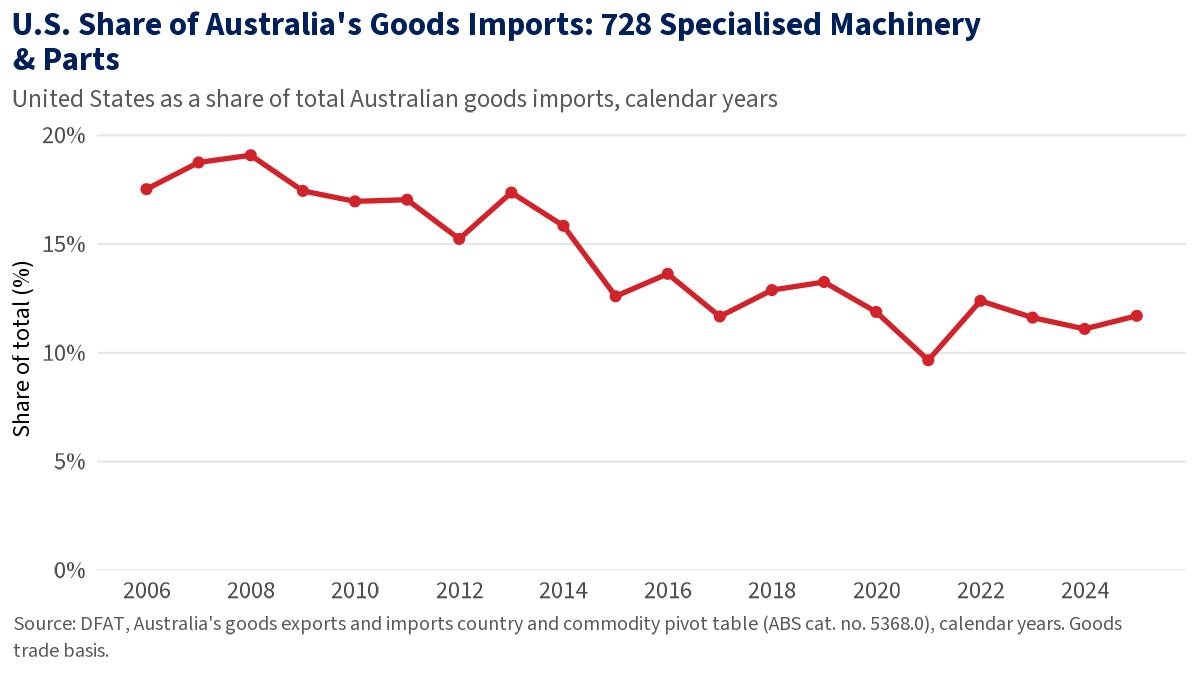 U.S. Share of Australia's Goods Imports: 728 Specialised Machinery
& Parts
United States as a share of total Australian goods imports, calendar years
Share of total (%)
20%
15%
10%
5%
0%
2006 2008 2010 2012 2014 2016 2018 2020 2022 2024
Source: DFAT, Australia's goods exports and imports country and commodity pivot table (ABS cat. no. 5368.0), calendar years. Goods
trade basis.